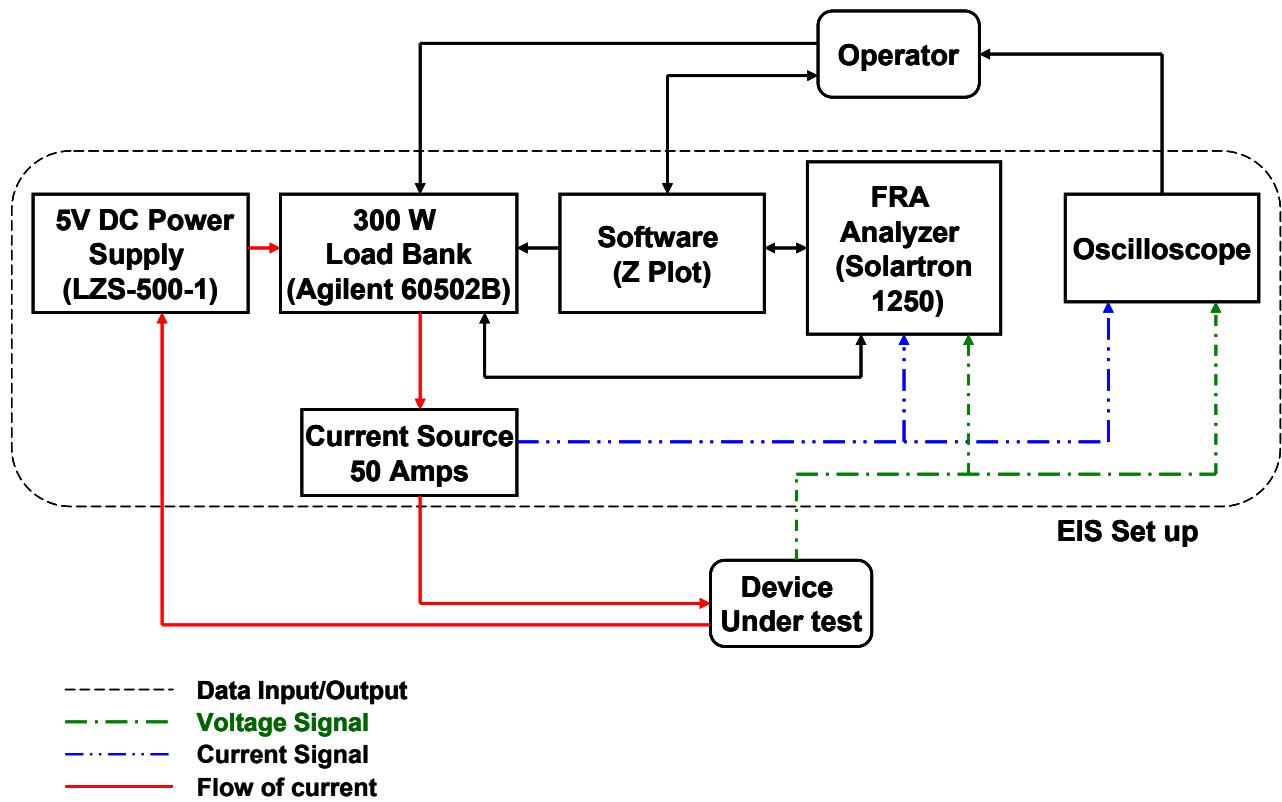 Operator
5V DC Power
Supply
(LZS-500-1)
300 W
Load Bank
(Agilent 60502B)
Software
(Z Plot)
FRA
Analyzer
(Solartron
1250)
Oscilloscope
Current Source
50 Amps
EIS Set up
Device
Under test
Data Input/Output
Voltage Signal
Current Signal
Flow of current